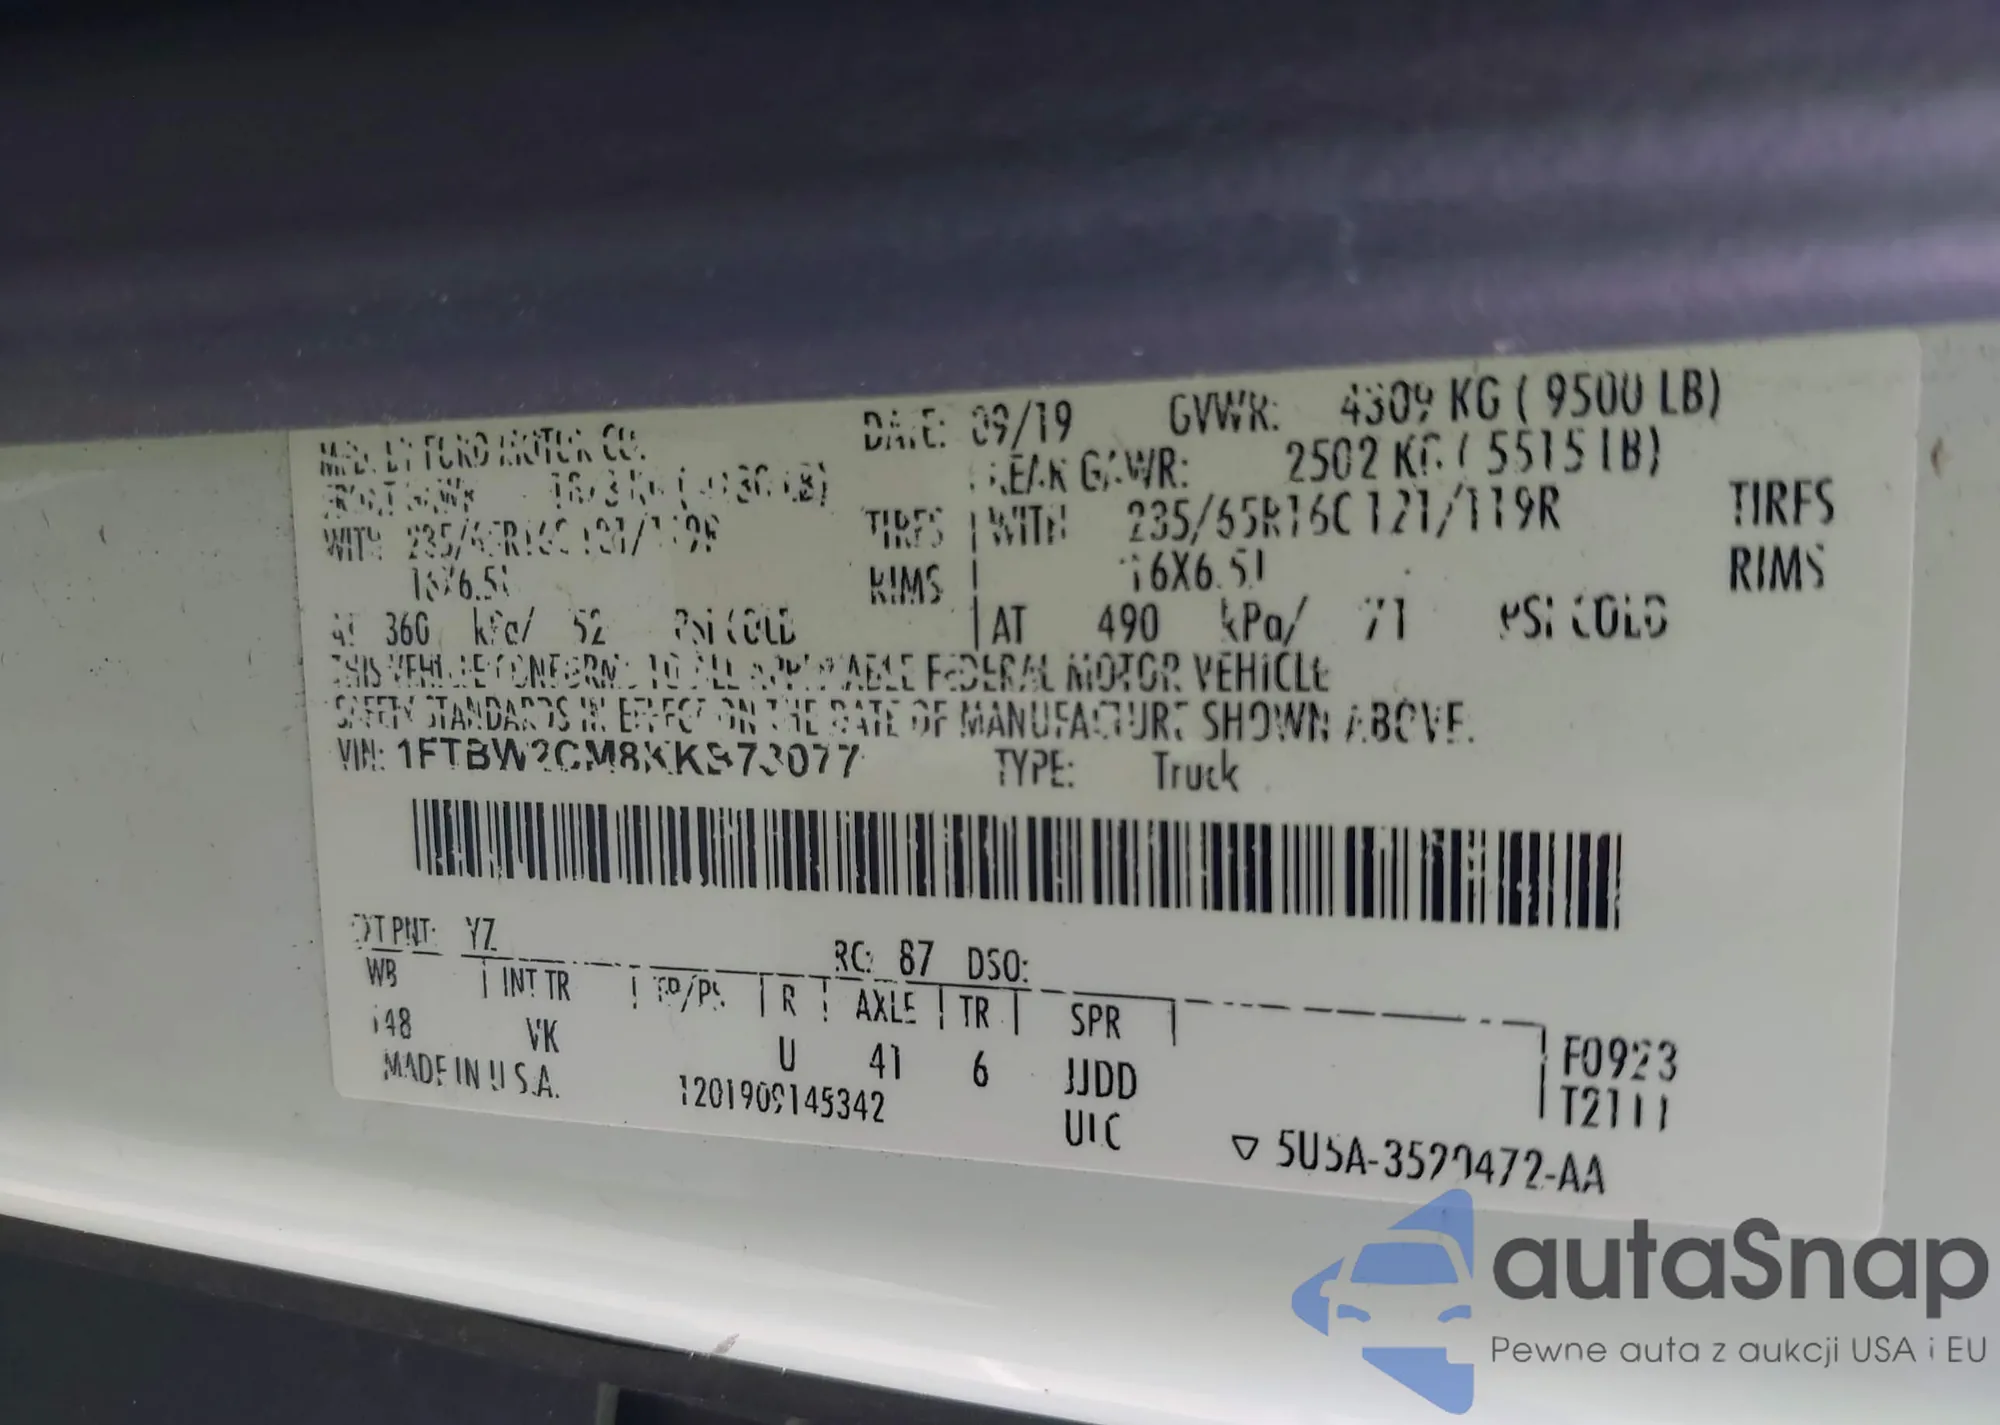 MFD. BY FORD MOTOR CO. DATE: 09/19 GVWR: 4309 KG ( 9500 LB)
FRONT GAWR: REAR GAWR: 2502 KG ( 5515 LB)
WITH 235/65R16C 121/119R TIRES WITH 235/65R16C 121/119R TIRES
16X6.5J RIMS 16X6.5J RIMS
AT 360 kPa/ 52 PSI COLD AT 490 kPa/ 71 PSI COLD
THIS VEHICLE CONFORMS TO ALL APPLICABLE FEDERAL MOTOR VEHICLE
SAFETY STANDARDS IN EFFECT ON THE DATE OF MANUFACTURE SHOWN ABOVE.
VIN: TYPE: Truck
EXT PNT: YZ RC: 87 DSO:
WB INT TR TP/PS R AXLE TR SPR
148 VK U 41 6 JJDD F0923
MADE IN U.S.A. 1201909145342 UIC T2111
▽ 5U5A-3520472-AA
autaSnap
Pewne auta z aukcji USA i EU